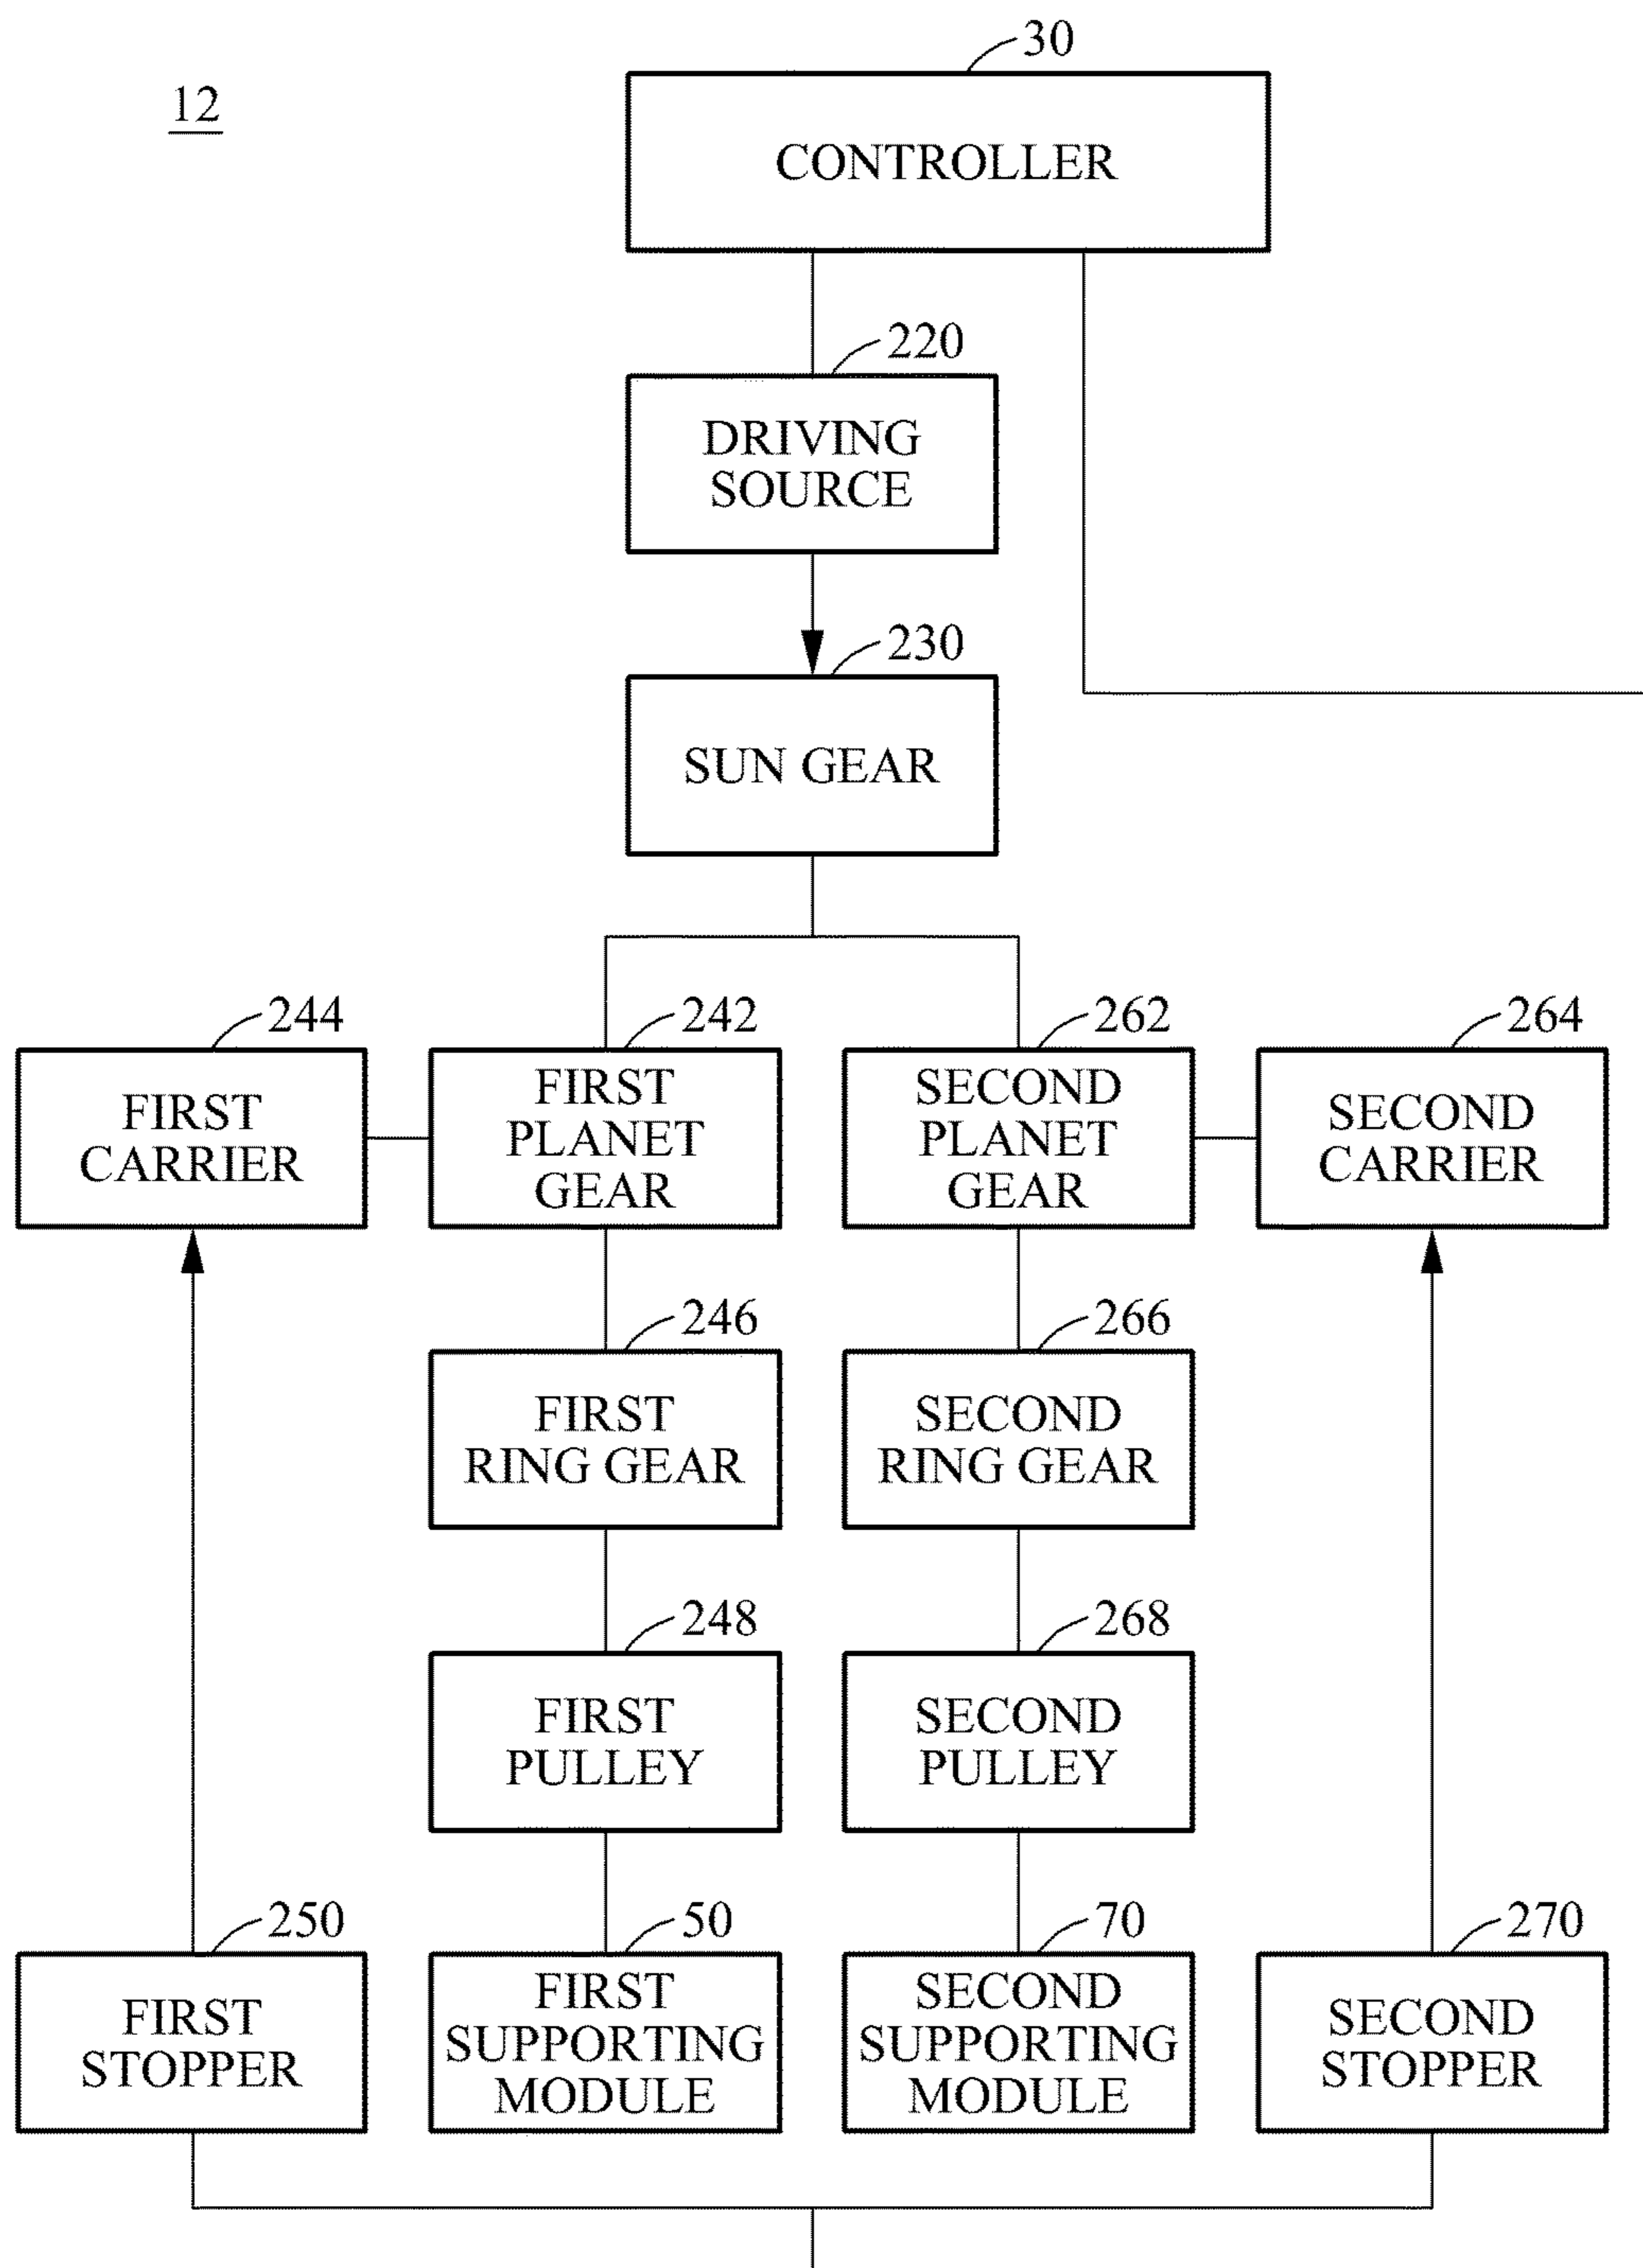 30
12
CONTROLLER
220
DRIVING
SOURCE
230
SUN GEAR
244
FIRST
CARRIER
242
FIRST
PLANET
GEAR
262
SECOND
PLANET
GEAR
264
SECOND
CARRIER
246
FIRST
RING GEAR
266
SECOND
RING GEAR
248
FIRST
PULLEY
268
SECOND
PULLEY
250
FIRST
STOPPER
50
FIRST
SUPPORTING
MODULE
70
SECOND
SUPPORTING
MODULE
270
SECOND
STOPPER